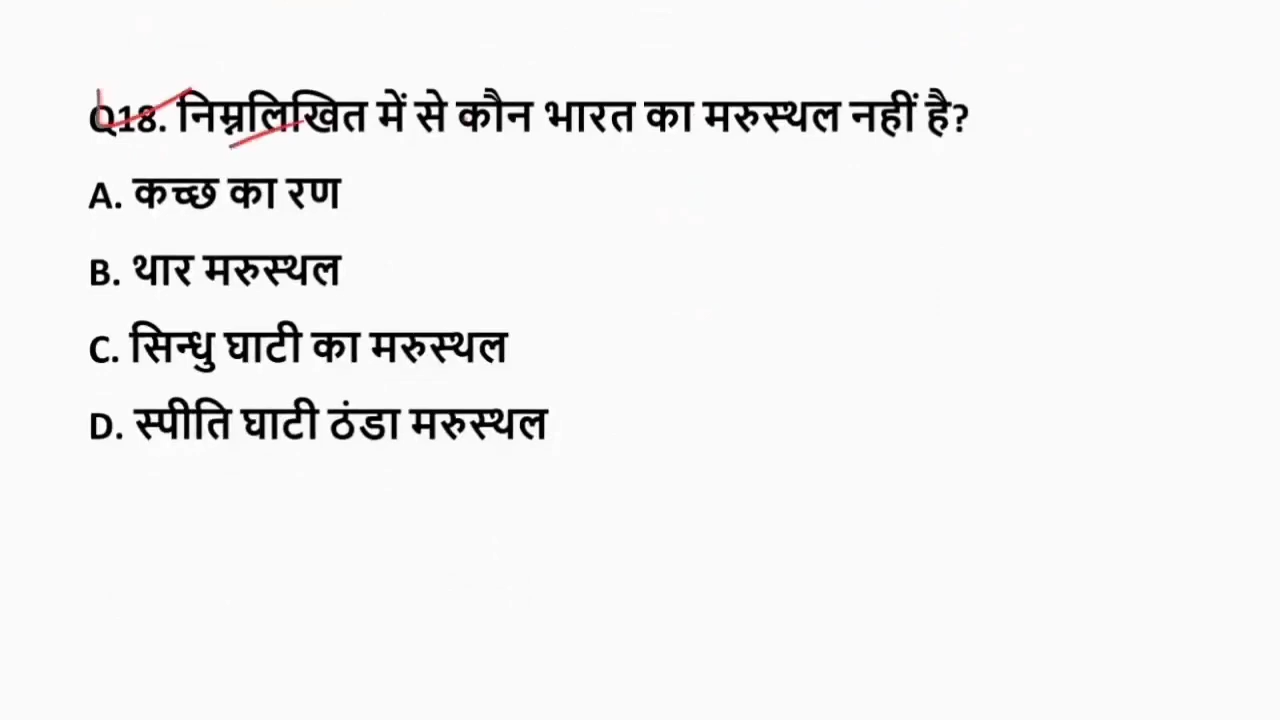 Q18. निम्नलिखित में से कौन भारत का मरुस्थल नहीं है?
A. कच्छ का रण
B. थार मरुस्थल
C. सिन्धु घाटी का मरुस्थल
D. स्पीति घाटी ठंडा मरुस्थल